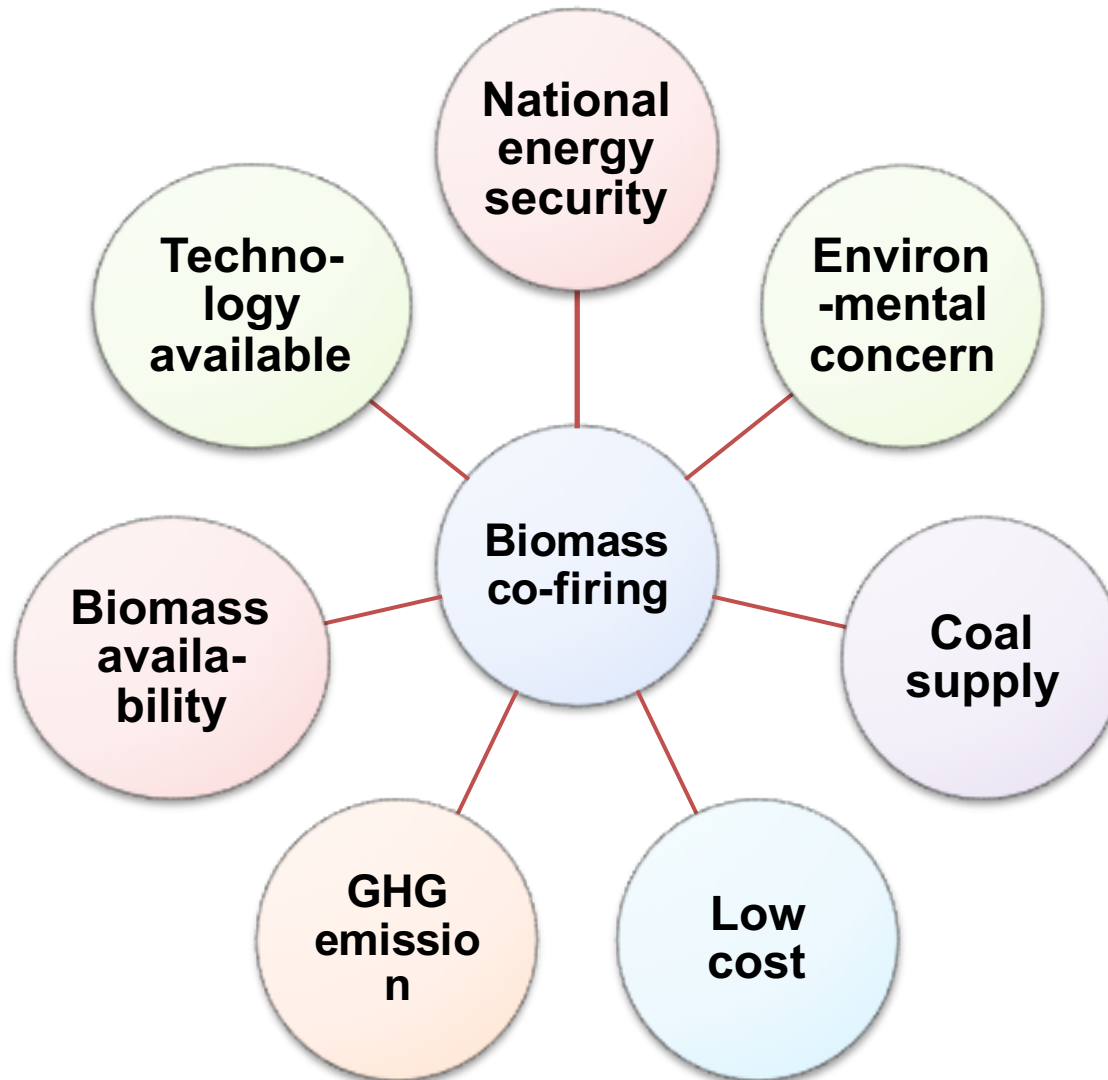 National
energy
security
Environ
-mental
concern
Coal
supply
Low
cost
GHG
emissio
n
Biomass
availa-
bility
Techno-
logy
available
Biomass
co-firing